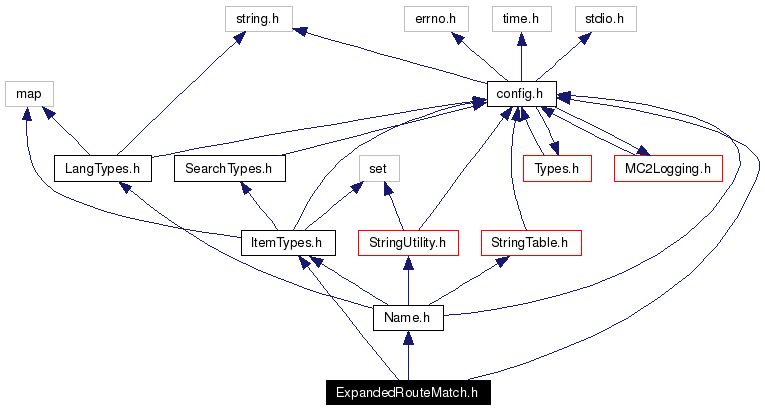 string.h
errno.h
time.h
stdio.h
map
config.h
LangTypes.h
SearchTypes.h
set
Types.h
MC2Logging.h
ItemTypes.h
StringUtility.h
StringTable.h
Name.h
ExpandedRouteMatch.h